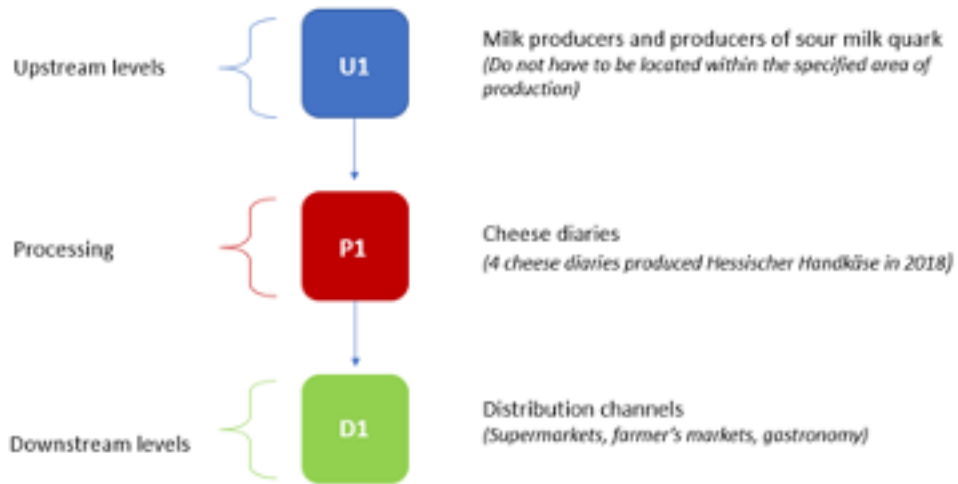 Upstream levels
U1
Milk producers and producers of sour milk quark
(Do not have to be located within the specified area of
production)
Processing
P1
Cheese diaries
(4 cheese diaries produced Hessischer Handkäse in 2018)
Downstream levels
D1
Distribution channels
(Supermarkets, farmer's markets, gastronomy)